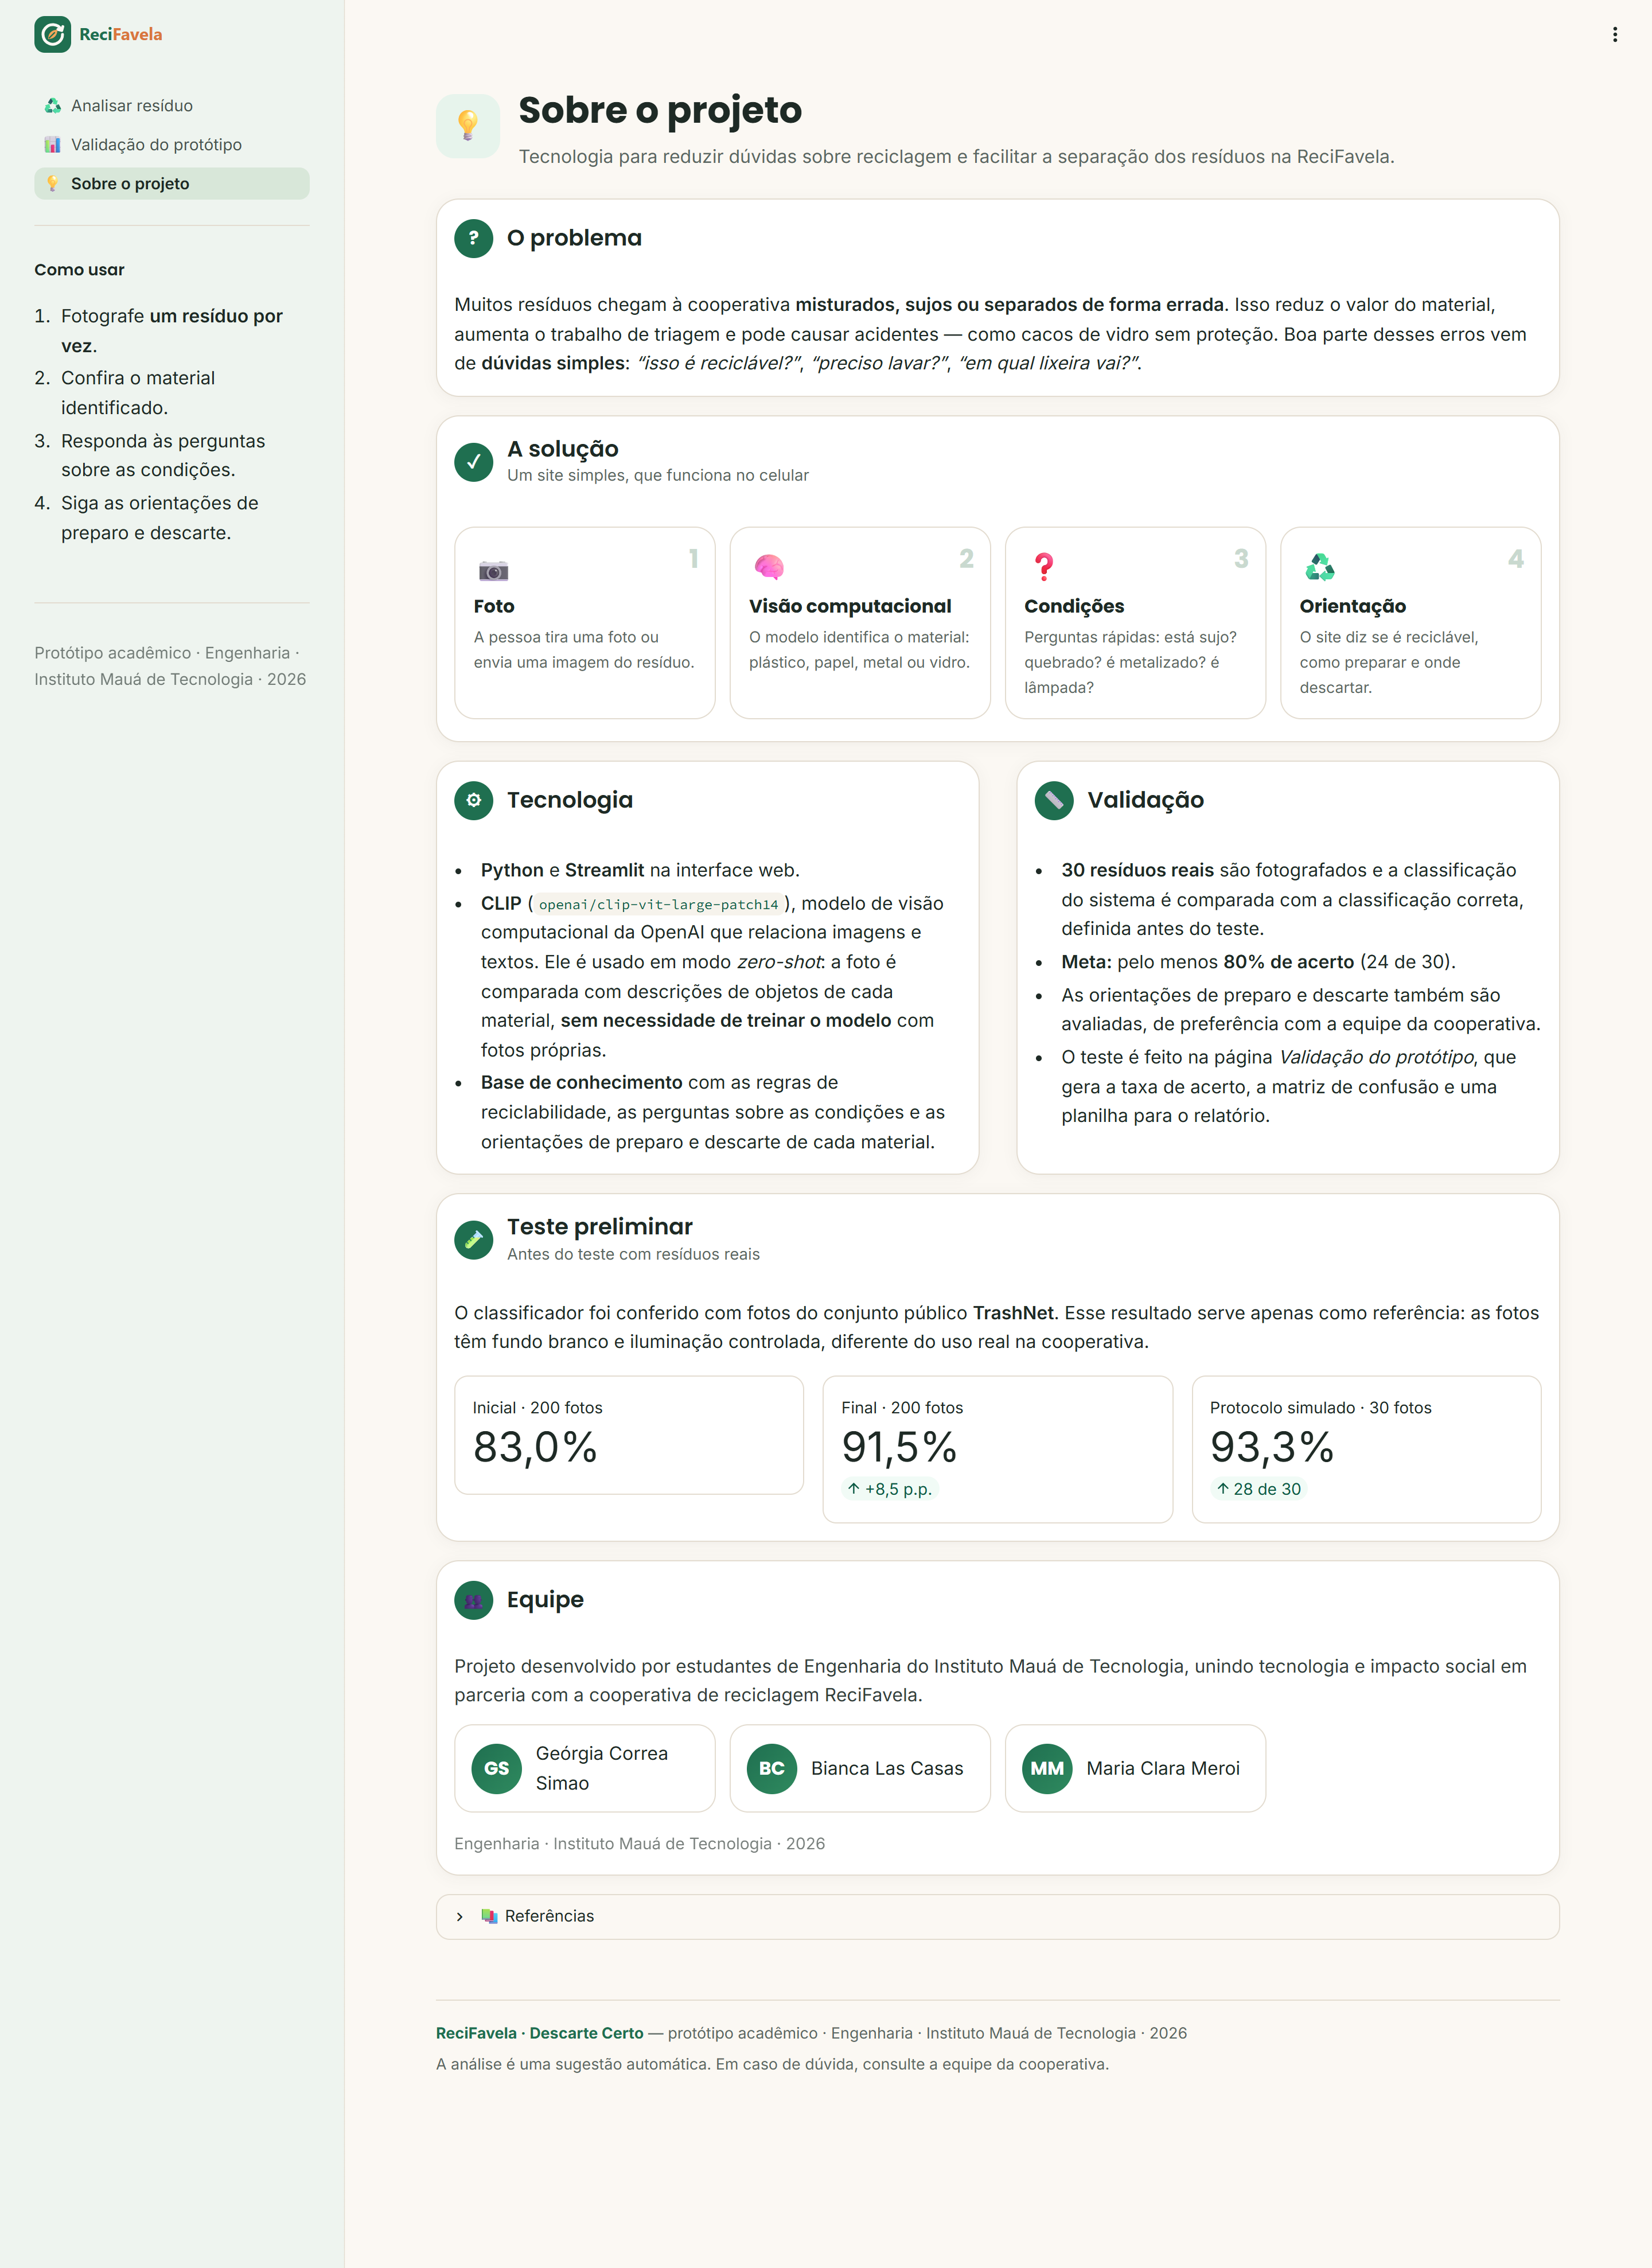 ReciFavela
Analisar resíduo
Validação do protótipo
Sobre o projeto
Como usar
1. Fotografe um resíduo por
vez.
2. Confira o material
identificado.
3. Responda às perguntas
sobre as condições.
4. Siga as orientações de
preparo e descarte.
Protótipo acadêmico · Engenharia ·
Instituto Mauá de Tecnologia · 2026
Sobre o projeto
Tecnologia para reduzir dúvidas sobre reciclagem e facilitar a separação dos resíduos na ReciFavela.
? O problema
Muitos resíduos chegam à cooperativa misturados, sujos ou separados de forma errada. Isso reduz o valor do material,
aumenta o trabalho de triagem e pode causar acidentes — como cacos de vidro sem proteção. Boa parte desses erros vem
de dúvidas simples: “isso é reciclável?”, “preciso lavar?”, “em qual lixeira vai?”.
✓ A solução
Um site simples, que funciona no celular
1
Foto
A pessoa tira uma foto ou
envia uma imagem do resíduo.
2
Visão computacional
O modelo identifica o material:
plástico, papel, metal ou vidro.
3
Condições
Perguntas rápidas: está sujo?
quebrado? é metalizado? é
lâmpada?
4
Orientação
O site diz se é reciclável,
como preparar e onde
descartar.
Tecnologia
• Python e Streamlit na interface web.
• CLIP (openai/clip-vit-large-patch14), modelo de visão
computacional da OpenAI que relaciona imagens e
textos. Ele é usado em modo zero-shot: a foto é
comparada com descrições de objetos de cada
material, sem necessidade de treinar o modelo com
fotos próprias.
• Base de conhecimento com as regras de
reciclabilidade, as perguntas sobre as condições e as
orientações de preparo e descarte de cada material.
Validação
• 30 resíduos reais são fotografados e a classificação
do sistema é comparada com a classificação correta,
definida antes do teste.
• Meta: pelo menos 80% de acerto (24 de 30).
• As orientações de preparo e descarte também são
avaliadas, de preferência com a equipe da cooperativa.
• O teste é feito na página Validação do protótipo, que
gera a taxa de acerto, a matriz de confusão e uma
planilha para o relatório.
Teste preliminar
Antes do teste com resíduos reais
O classificador foi conferido com fotos do conjunto público TrashNet. Esse resultado serve apenas como referência: as fotos
têm fundo branco e iluminação controlada, diferente do uso real na cooperativa.
Inicial · 200 fotos
83,0%
Final · 200 fotos
91,5%
↑ +8,5 p.p.
Protocolo simulado · 30 fotos
93,3%
↑ 28 de 30
Equipe
Projeto desenvolvido por estudantes de Engenharia do Instituto Mauá de Tecnologia, unindo tecnologia e impacto social em
parceria com a cooperativa de reciclagem ReciFavela.
GS
Geórgia Correa
Simao
BC
Bianca Las Casas
MM
Maria Clara Meroi
Engenharia · Instituto Mauá de Tecnologia · 2026
Referências
ReciFavela · Descarte Certo — protótipo acadêmico · Engenharia · Instituto Mauá de Tecnologia · 2026
A análise é uma sugestão automática. Em caso de dúvida, consulte a equipe da cooperativa.